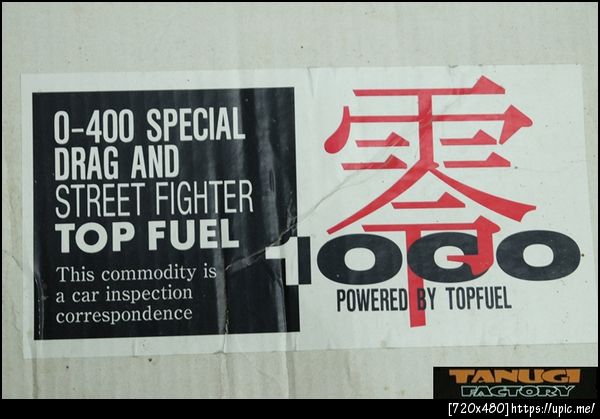 0-400 SPECIAL
DRAG AND
STREET FIGHTER
TOP FUEL
This commodity is
a car inspection
correspondence
零
1000
POWERED BY TOPFUEL
TANUGI
FACTORY
[720x480]https://upic.me/